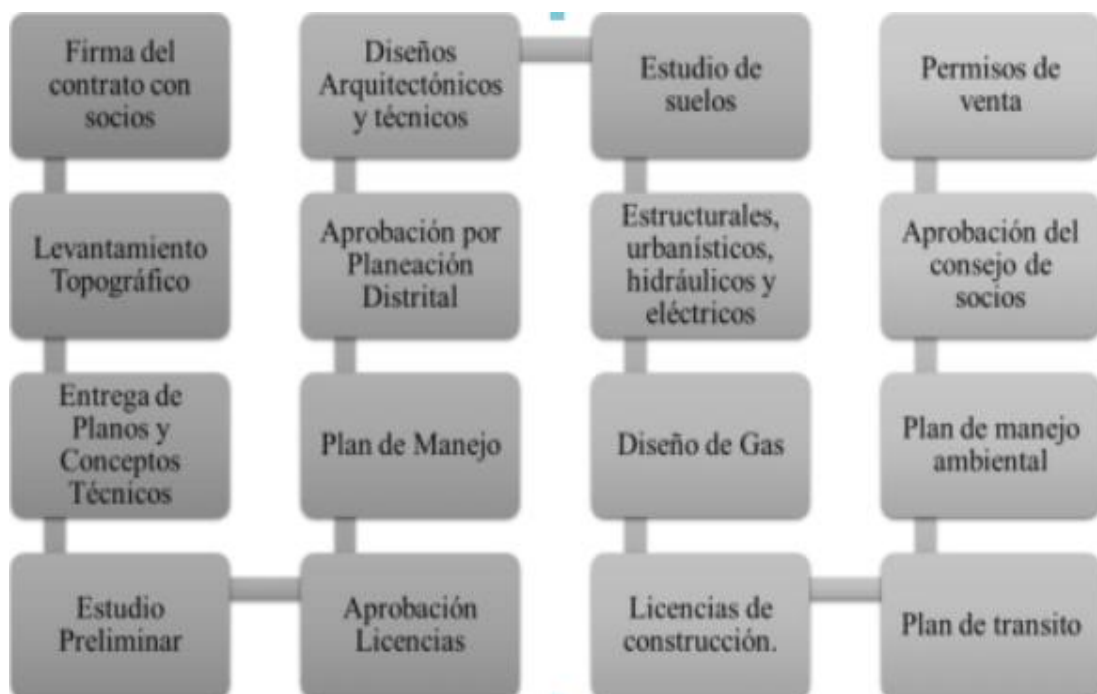 Firma del
contrato con
socios
Levantamiento
Topográfico
Entrega de
Planos y
Conceptos
Técnicos
Estudio
Preliminar
Aprobación
Licencias
Plan de Manejo
Aprobación por
Planeación
Distrital
Diseños
Arquitectónicos
y técnicos
Estudio de
suelos
Estructurales,
urbanísticos,
hidráulicos y
eléctricos
Diseño de Gas
Licencias de
construcción.
Plan de transito
Plan de manejo
ambiental
Aprobación del
consejo de
socios
Permisos de
venta